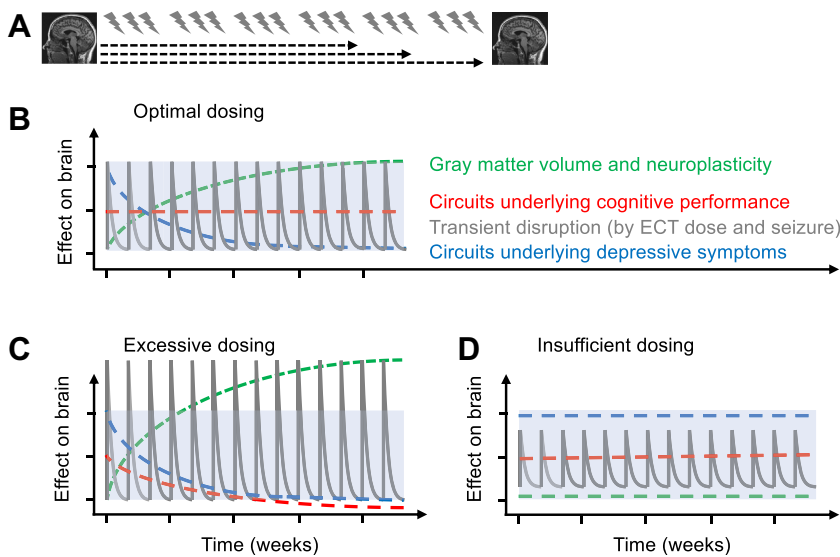 A
B
Optimal dosing
Effect on brain
Gray matter volume and neuroplasticity
Circuits underlying cognitive performance
Transient disruption (by ECT dose and seizure)
Circuits underlying depressive symptoms
C
Excessive dosing
Effect on brain
Time (weeks)
D
Insufficient dosing
Effect on brain
Time (weeks)